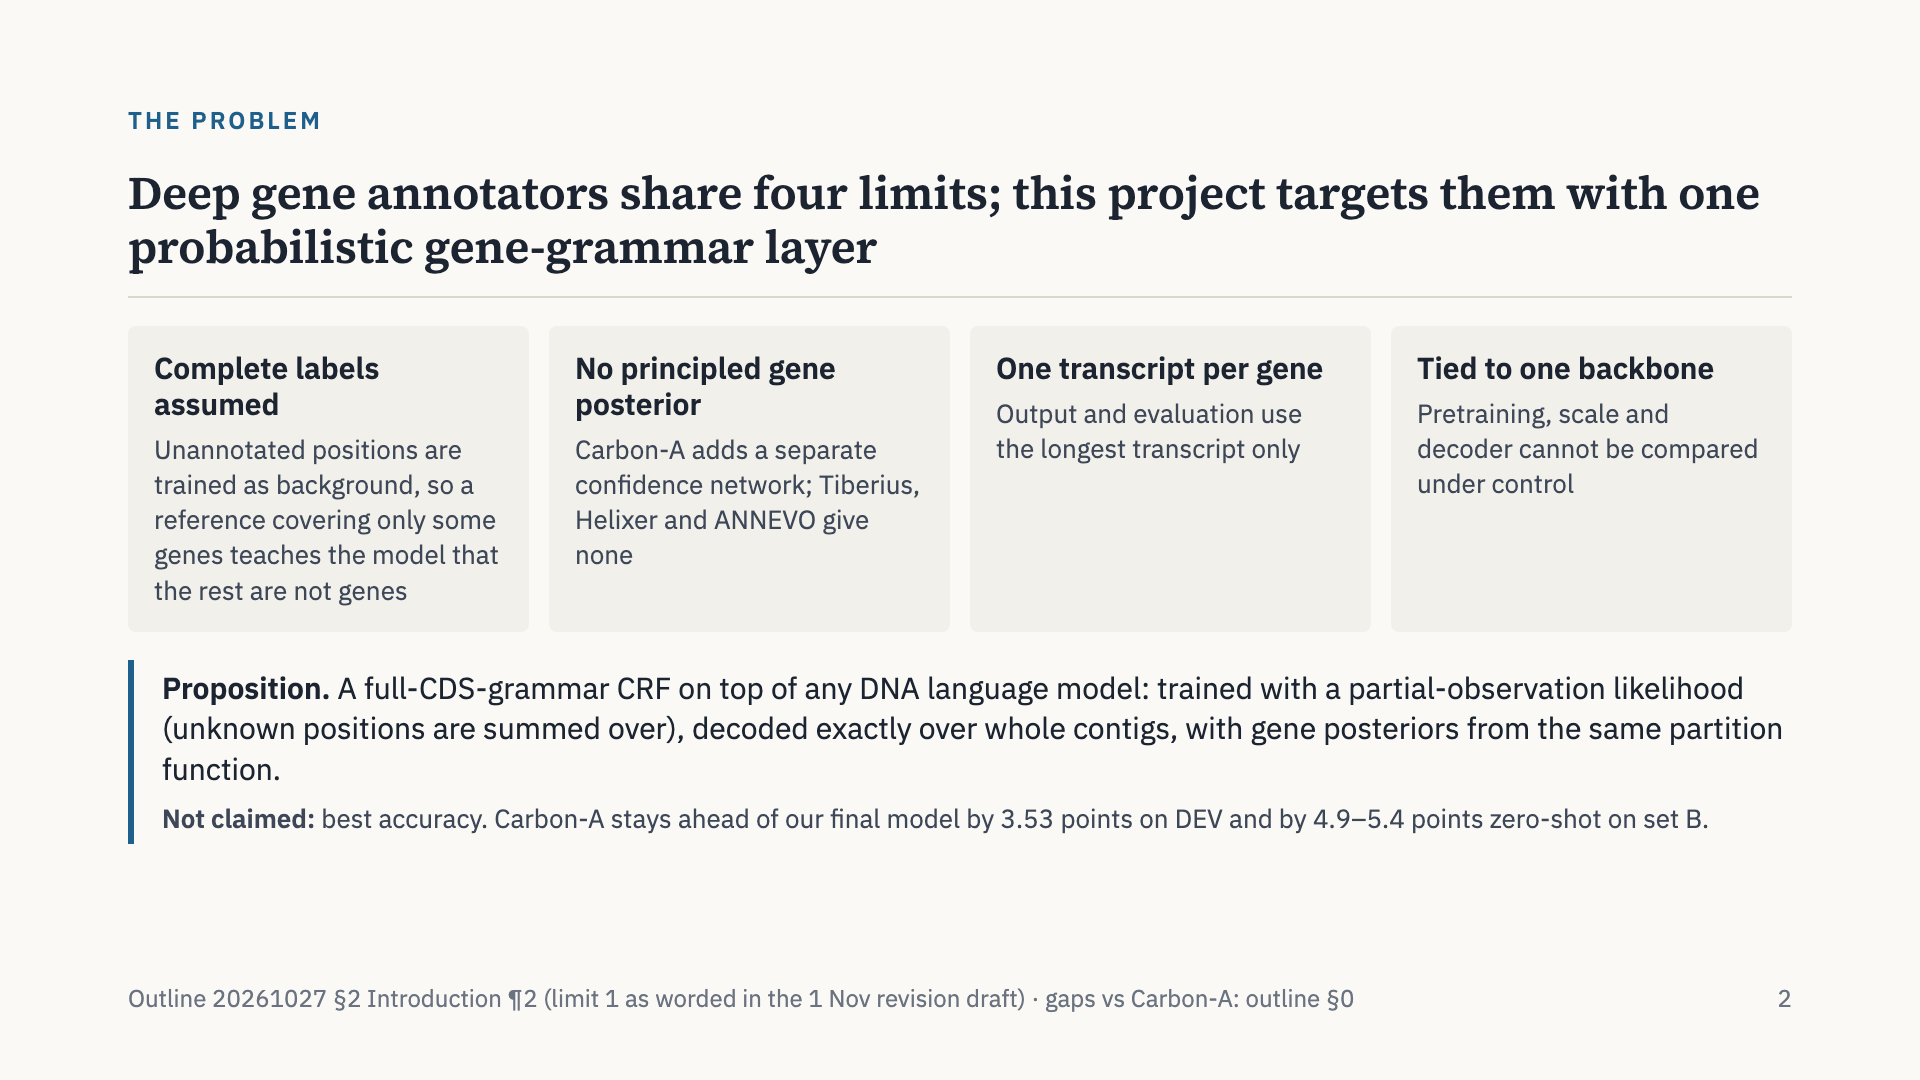 THE PROBLEM
Deep gene annotators share four limits; this project targets them with one
probabilistic gene-grammar layer
Complete labels
assumed
Unannotated positions are
trained as background, so a
reference covering only some
genes teaches the model that
the rest are not genes
No principled gene
posterior
Carbon-A adds a separate
confidence network; Tiberius,
Helixer and ANNEVO give
none
One transcript per gene
Output and evaluation use
the longest transcript only
Tied to one backbone
Pretraining, scale and
decoder cannot be compared
under control
Proposition. A full-CDS-grammar CRF on top of any DNA language model: trained with a partial-observation likelihood
(unknown positions are summed over), decoded exactly over whole contigs, with gene posteriors from the same partition
function.
Not claimed: best accuracy. Carbon-A stays ahead of our final model by 3.53 points on DEV and by 4.9–5.4 points zero-shot on set B.
Outline 20261027 §2 Introduction ¶2 (limit 1 as worded in the 1 Nov revision draft) · gaps vs Carbon-A: outline §0
2